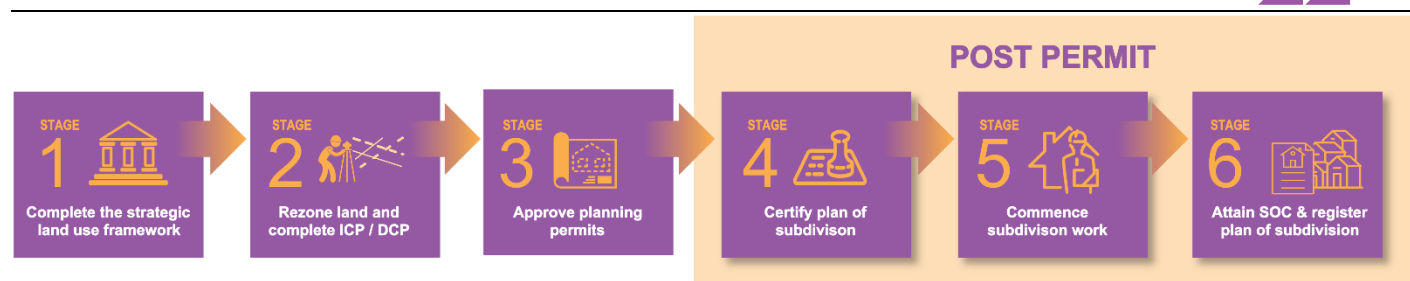 POST PERMIT
STAGE
1
Complete the strategic
land use framework
STAGE
2
Rezone land and
complete ICP / DCP
STAGE
3
Approve planning
permits
STAGE
4
Certify plan of
subdivison
STAGE
5
Commence
subdivison work
STAGE
6
Attain SOC & register
plan of subdivision